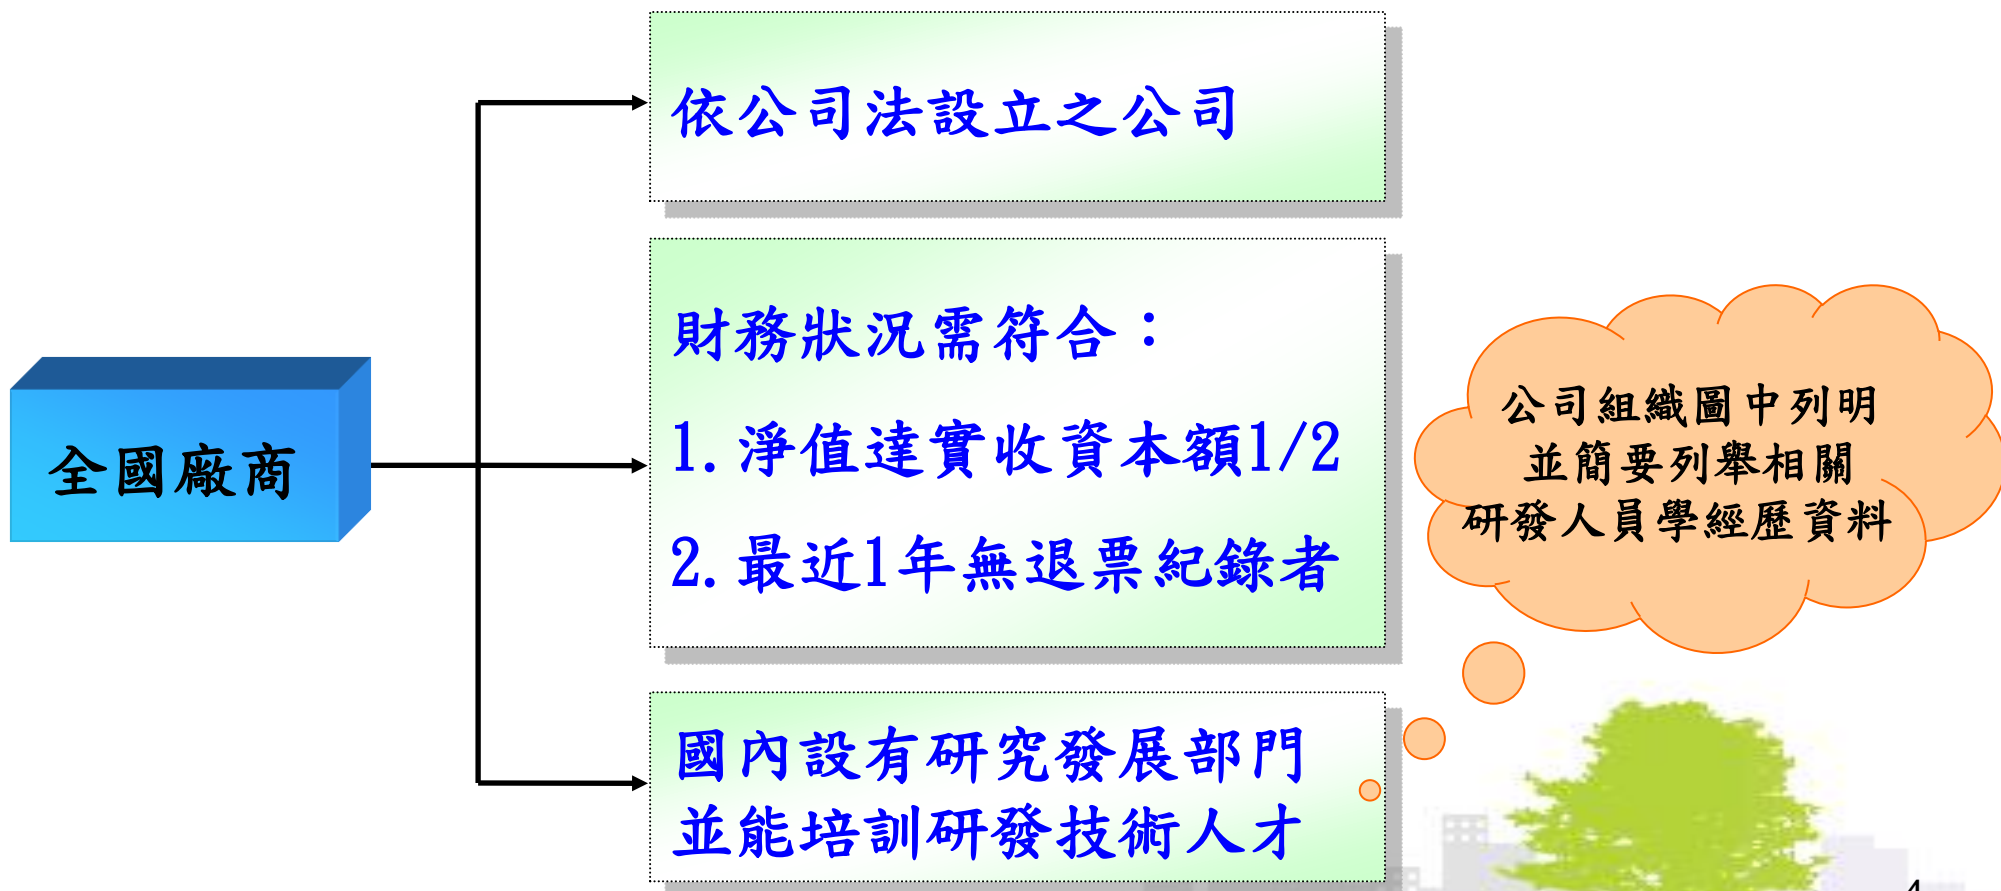 依公司法設立之公司
全國廠商
財務狀況需符合：
1.淨值達實收資本額1/2
2.最近1年無退票紀錄者
公司組織圖中列明
並簡要列舉相關
研發人員學經歷資料
國內設有研究發展部門
並能培訓研發技術人才
4